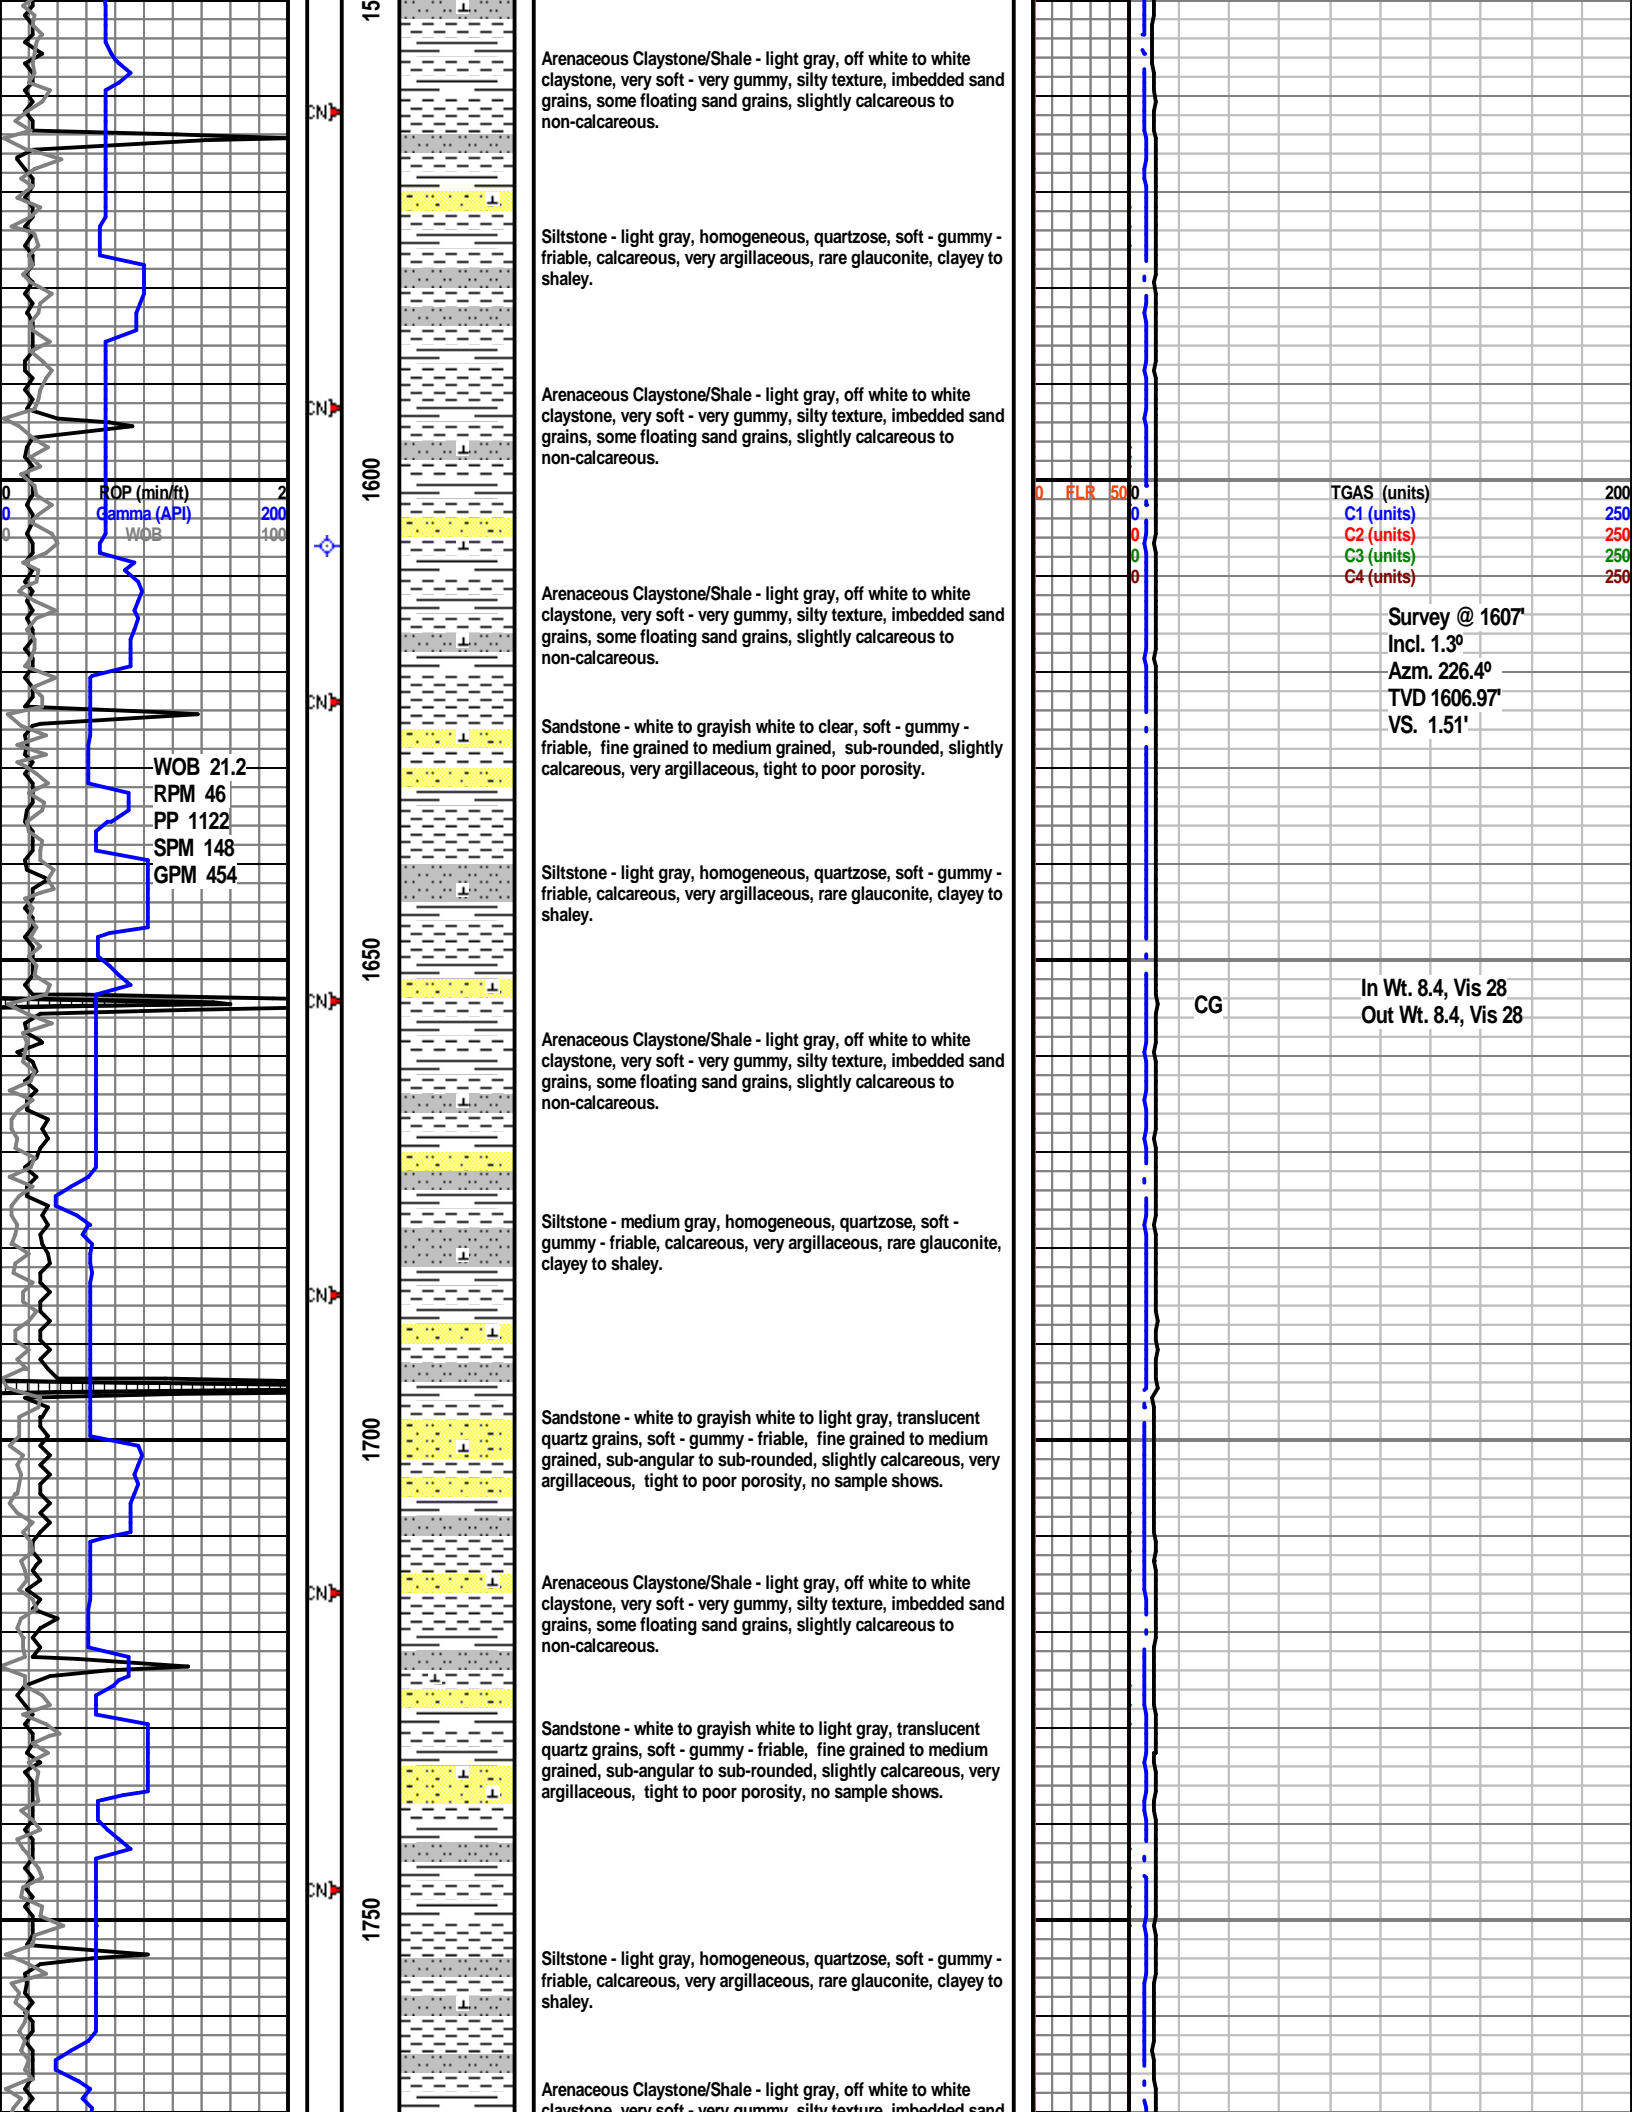 15
Arenaceous Claystone/Shale - light gray, off white to white
claystone, very soft - very gummy, silty texture, imbedded sand
grains, some floating sand grains, slightly calcareous to
non-calcareous.
CN]
Siltstone - light gray, homogeneous, quartzose, soft - gummy -
friable, calcareous, very argillaceous, rare glauconite, clayey to
shaley.
Arenaceous Claystone/Shale - light gray, off white to white
claystone, very soft - very gummy, silty texture, imbedded sand
grains, some floating sand grains, slightly calcareous to
non-calcareous.
CN]
1600
0 ROP (min/ft) 2
0 Gamma (API) 200
0 WOB 100
0 FLR 50
0 TGAS (units) 200
0 C1 (units) 250
0 C2 (units) 250
0 C3 (units) 250
0 C4 (units) 250
Survey @ 1607'
Incl. 1.3º
Azm. 226.4º
TVD 1606.97'
VS. 1.51'
Arenaceous Claystone/Shale - light gray, off white to white
claystone, very soft - very gummy, silty texture, imbedded sand
grains, some floating sand grains, slightly calcareous to
non-calcareous.
CN]
Sandstone - white to grayish white to clear, soft - gummy -
friable, fine grained to medium grained, sub-rounded, slightly
calcareous, very argillaceous, tight to poor porosity.
WOB 21.2
RPM 46
PP 1122
SPM 148
GPM 454
Siltstone - light gray, homogeneous, quartzose, soft - gummy -
friable, calcareous, very argillaceous, rare glauconite, clayey to
shaley.
1650
CN]
CG
In Wt. 8.4, Vis 28
Out Wt. 8.4, Vis 28
Arenaceous Claystone/Shale - light gray, off white to white
claystone, very soft - very gummy, silty texture, imbedded sand
grains, some floating sand grains, slightly calcareous to
non-calcareous.
Siltstone - medium gray, homogeneous, quartzose, soft -
gummy - friable, calcareous, very argillaceous, rare glauconite,
clayey to shaley.
CN]
1700
Sandstone - white to grayish white to light gray, translucent
quartz grains, soft - gummy - friable, fine grained to medium
grained, sub-angular to sub-rounded, slightly calcareous, very
argillaceous, tight to poor porosity, no sample shows.
CN]
Arenaceous Claystone/Shale - light gray, off white to white
claystone, very soft - very gummy, silty texture, imbedded sand
grains, some floating sand grains, slightly calcareous to
non-calcareous.
Sandstone - white to grayish white to light gray, translucent
quartz grains, soft - gummy - friable, fine grained to medium
grained, sub-angular to sub-rounded, slightly calcareous, very
argillaceous, tight to poor porosity, no sample shows.
CN]
1750
Siltstone - light gray, homogeneous, quartzose, soft - gummy -
friable, calcareous, very argillaceous, rare glauconite, clayey to
shaley.
Arenaceous Claystone/Shale - light gray, off white to white
claystone, very soft - very gummy, silty texture, imbedded sand